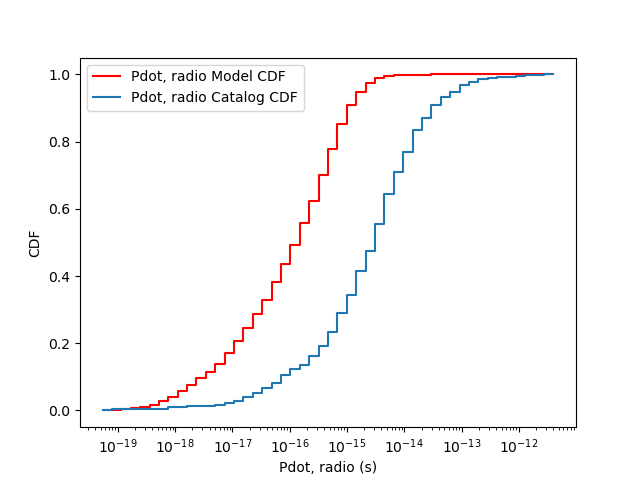 Pdot, radio Model CDF
Pdot, radio Catalog CDF
CDF
1.0
0.8
0.6
0.4
0.2
0.0
10⁻¹⁹ 10⁻¹⁸ 10⁻¹⁷ 10⁻¹⁶ 10⁻¹⁵ 10⁻¹⁴ 10⁻¹³ 10⁻¹²
Pdot, radio (s)